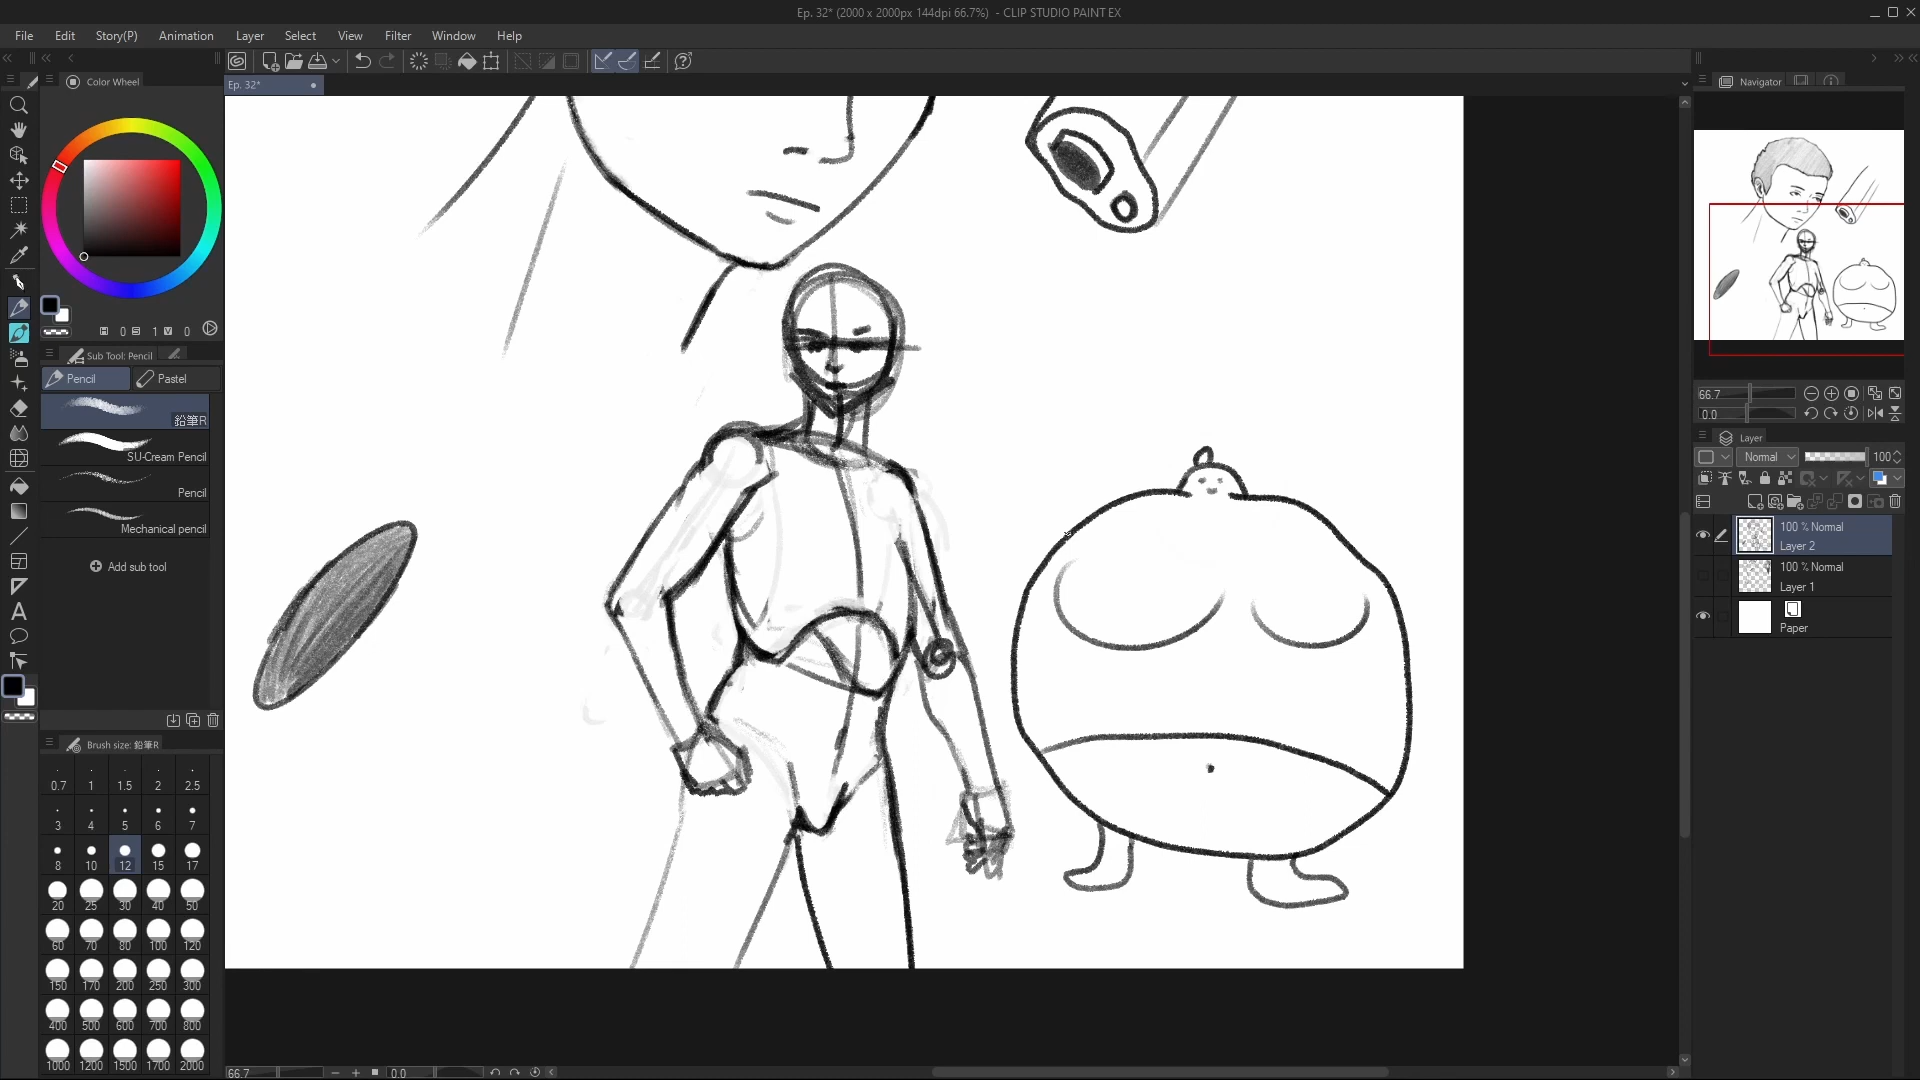 Ep. 32* (2000 x 2000px 144dpi 66.7%) - CLIP STUDIO PAINT EX
File Edit Story(P) Animation Layer Select View Filter Window Help
Color Wheel
Ep. 32*
Navigator
H 0 S 1 V 0
Sub Tool: Pencil
Pencil Pastel
鉛筆R
SU-Cream Pencil
Pencil
Mechanical pencil
Add sub tool
Brush size: 鉛筆R
0.7 1 1.5 2 2.5
3 4 5 6 7
8 10 12 15 17
20 25 30 40 50
60 70 80 100 120
150 170 200 250 300
400 500 600 700 800
1000 1200 1500 1700 2000
66.7
0.0
66.7
0.0
Layer
Normal 100
100 % Normal
Layer 2
100 % Normal
Layer 1
Paper